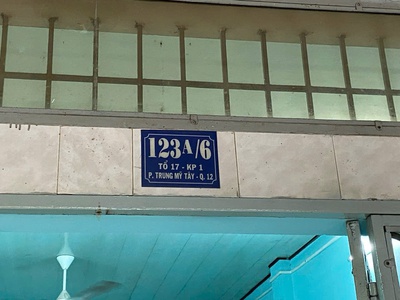 123A/6
TỔ 17 - KP 1
P. TRUNG MỸ TÂY - Q. 12